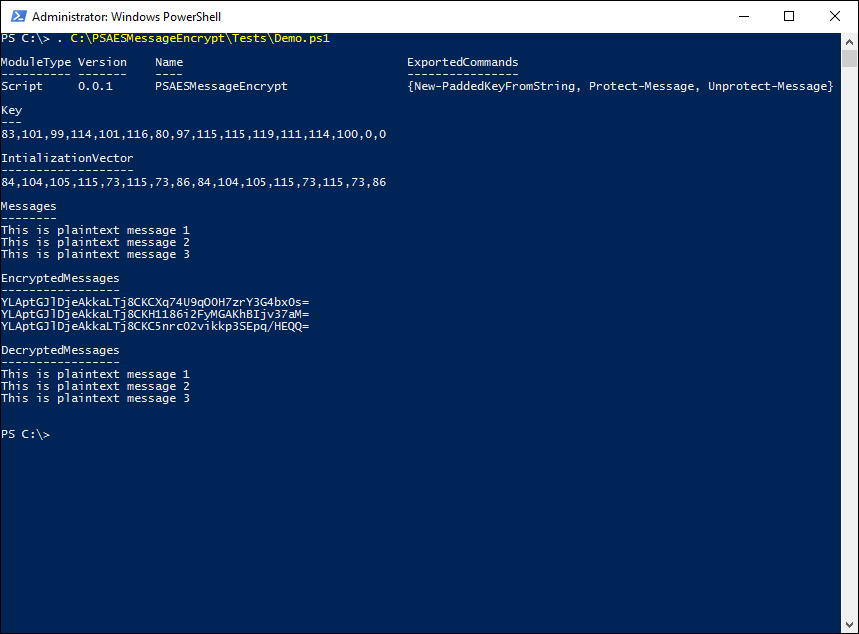 Administrator: Windows PowerShell
PS C:\> . C:\PSAESMessageEncrypt\Tests\Demo.ps1
ModuleType Version    Name                                ExportedCommands
---------- -------    ----                                ----------------
Script     0.0.1      PSAESMessageEncrypt                 {New-PaddedKeyFromString, Protect-Message, Unprotect-Message}
Key
---
83,101,99,114,101,116,80,97,115,115,119,111,114,100,0,0
IntializationVector
-------------------
84,104,105,115,73,115,73,86,84,104,105,115,73,115,73,86
Messages
--------
This is plaintext message 1
This is plaintext message 2
This is plaintext message 3
EncryptedMessages
-----------------
YLAptGJlDjeAkkaLTj8CKCXq74U9qOOH7zrY3G4bxOs=
YLAptGJlDjeAkkaLTj8CKH1186i2FyMGAKhBIjv37aM=
YLAptGJlDjeAkkaLTj8CKC5nrcO2vikkp3SEpq/HEQQ=
DecryptedMessages
-----------------
This is plaintext message 1
This is plaintext message 2
This is plaintext message 3
PS C:\>